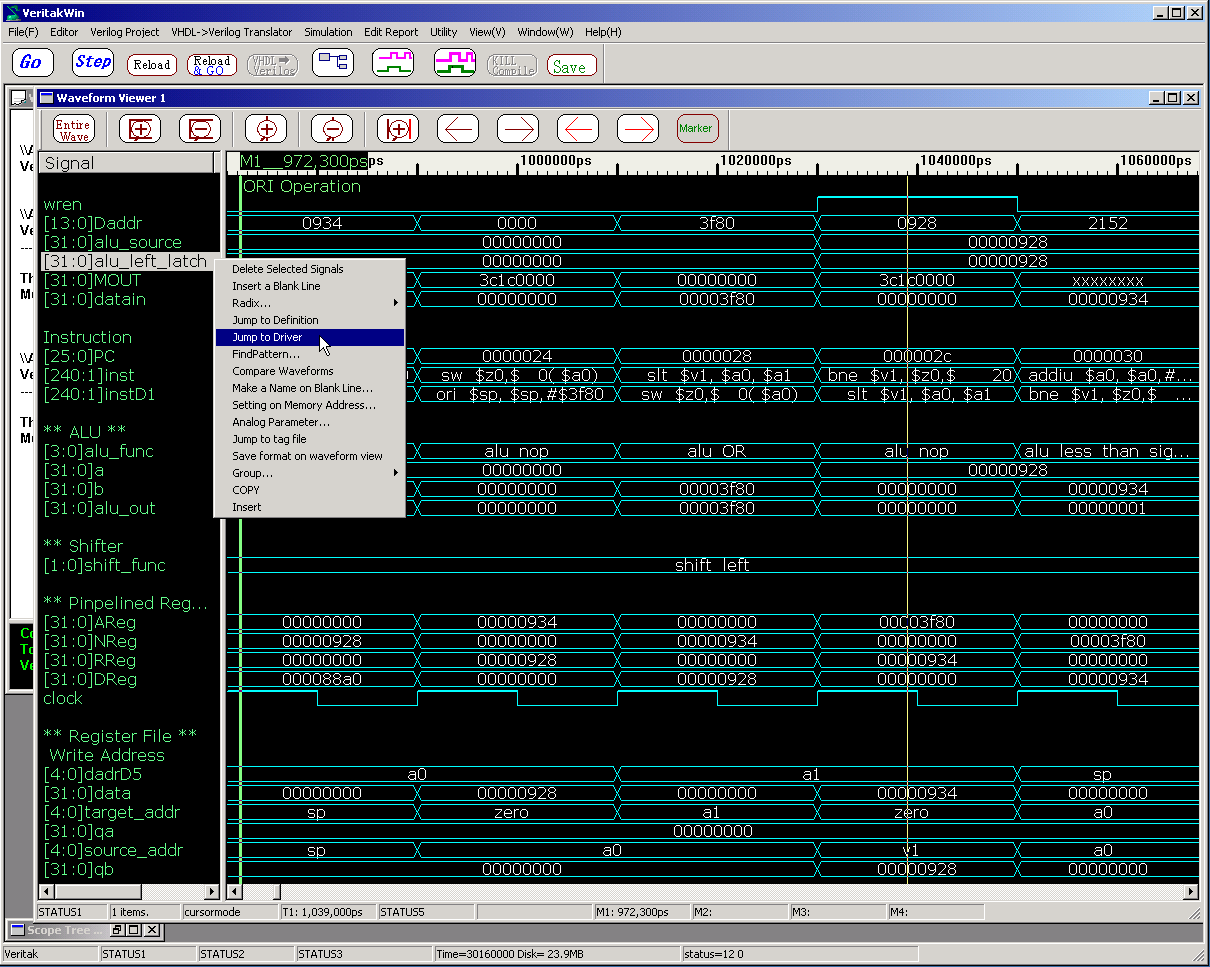 VeritakWin
File(F) Editor Verilog Project VHDL->Verilog Translator Simulation Edit Report Utility View(V) Window(W) Help(H)
Go Step Reload Reload & GO VHDL Verilog KILL Compile Save
Waveform Viewer 1
Entire Wave Marker
Signal M1__972,300ps ps 1000000ps 1020000ps 1040000ps 1060000ps
ORI Operation
wren
[13:0]Daddr 0934 0000 3f80 0928 2152
[31:0]alu_source 00000000 00000928
[31:0]alu_left_latch 00000000 00000928
[31:0]MOUT 3c1c0000 00000000 3c1c0000 xxxxxxxx
[31:0]datain 00000000 00003f80 00000000 00000934
Delete Selected Signals
Insert a Blank Line
Radix...
Jump to Definition
Jump to Driver
FindPattern...
Compare Waveforms
Make a Name on Blank Line...
Setting on Memory Address...
Analog Parameter...
Jump to tag file
Save format on waveform view
Group...
COPY
Insert
Instruction
[25:0]PC 0000024 0000028 000002c 0000030
[240:1]inst sw $z0,$ 0( $a0) slt $v1, $a0, $a1 bne $v1, $z0,$ 20 addiu $a0, $a0,#...
[240:1]instD1 ori $sp, $sp,#$3f80 sw $z0,$ 0( $a0) slt $v1, $a0, $a1 bne $v1, $z0,$ ...
** ALU **
[3:0]alu_func alu nop alu OR alu nop alu less than sig...
[31:0]a 00000000 00000928
[31:0]b 00000000 00003f80 00000000 00000934
[31:0]alu_out 00000000 00003f80 00000000 00000001
** Shifter
[1:0]shift_func shift left
** Pinpelined Reg...
[31:0]AReg 00000000 00000934 00000000 00003f80 00000000
[31:0]NReg 00000928 00000000 00000934 00000000 00003f80
[31:0]RReg 00000000 00000928 00000000 00000934 00000000
[31:0]DReg 000088a0 00000000 00000928 00000000 00000934
clock
** Register File **
Write Address
[4:0]dadrD5 a0 a1 sp
[31:0]data 00000000 00000928 00000000 00000934 00000000
[4:0]target_addr sp zero a1 zero a0
[31:0]qa 00000000
[4:0]source_addr sp a0 v1 a0
[31:0]qb 00000000 00000928 00000000
STATUS1 1 items. cursormode T1: 1,039,000ps STATUS5 M1: 972,300ps M2: M3: M4:
Scope Tree ...
Veritak STATUS1 STATUS2 STATUS3 Time=30160000 Disk= 23.9MB status=12 0